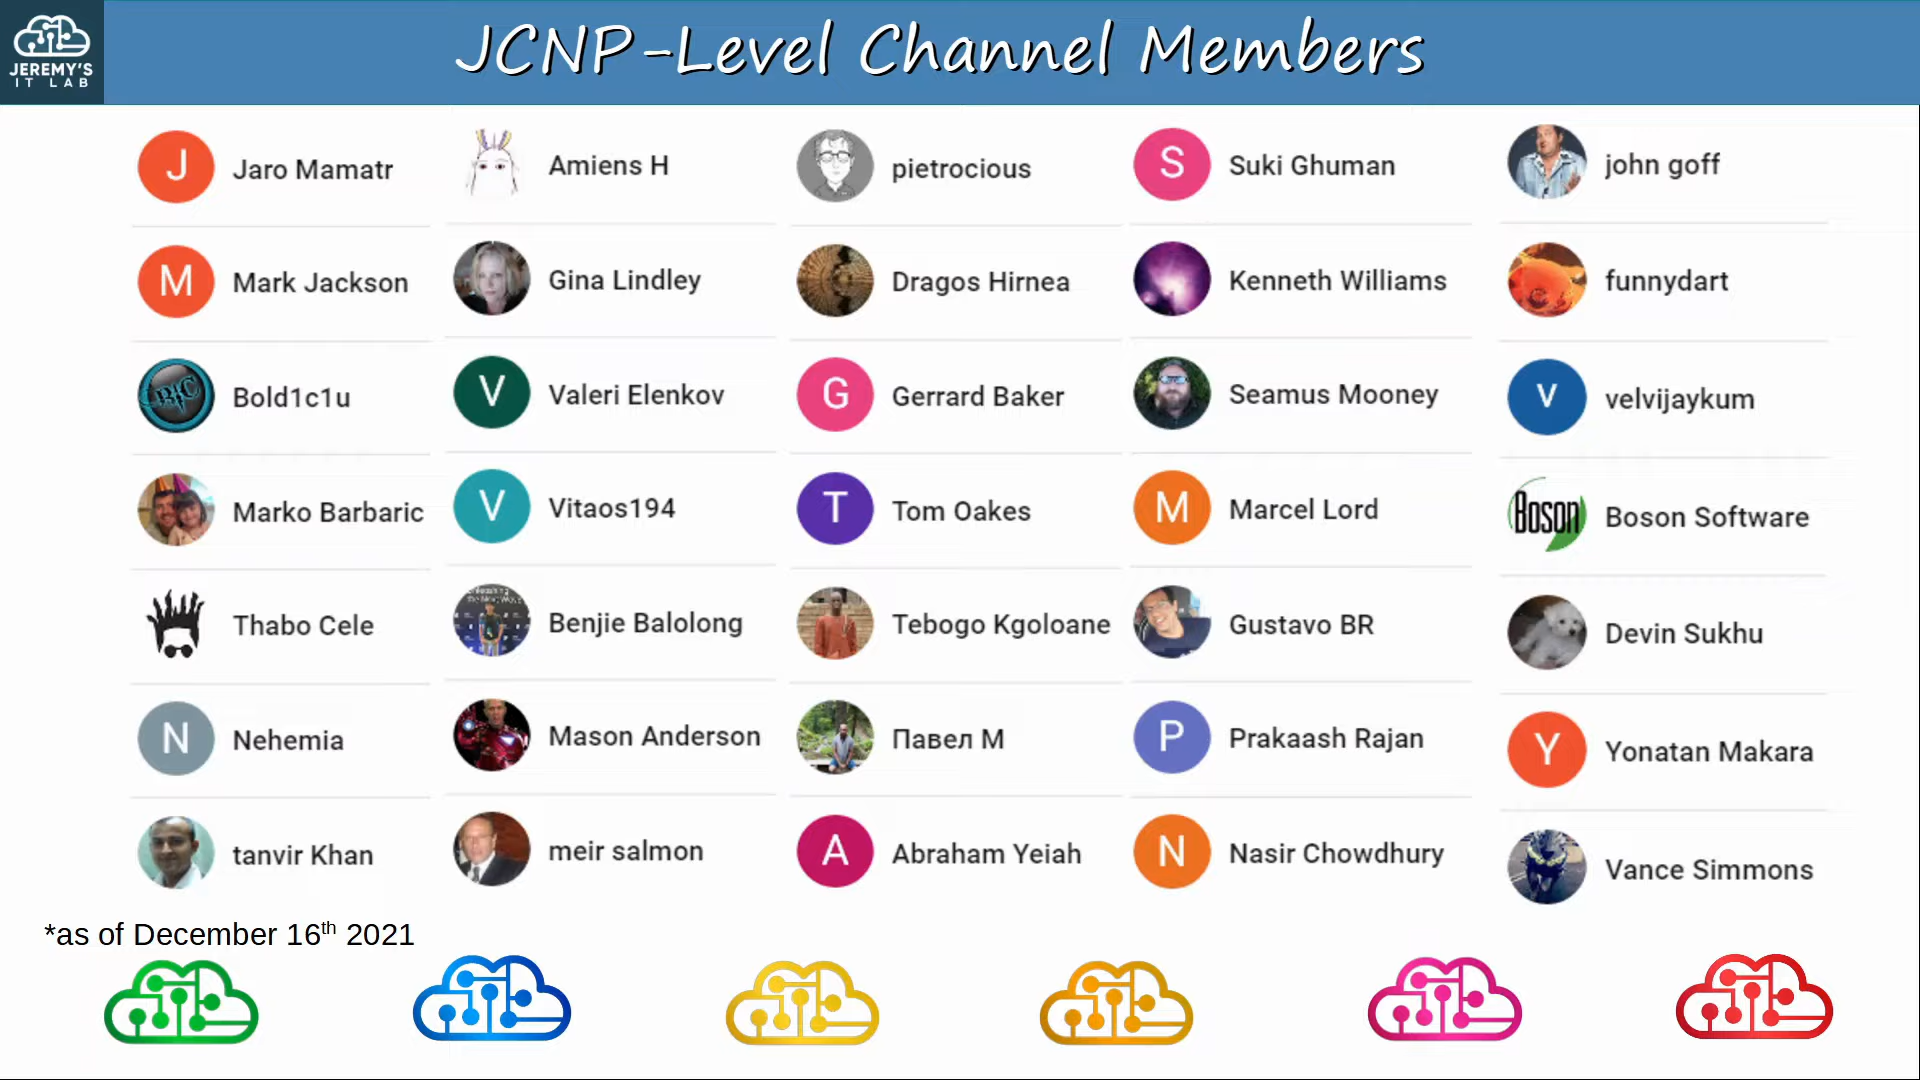 JEREMY'S
IT LAB
JCNP-Level Channel Members
J Jaro Mamatr
Amiens H
pietrocious
S Suki Ghuman
john goff
M Mark Jackson
Gina Lindley
Dragos Hirnea
Kenneth Williams
funnydart
Bold1c1u
V Valeri Elenkov
G Gerrard Baker
Seamus Mooney
v velvijaykum
Marko Barbaric
V Vitaos194
T Tom Oakes
M Marcel Lord
Boson Boson Software
Thabo Cele
Benjie Balolong
Tebogo Kgoloane
Gustavo BR
Devin Sukhu
N Nehemia
Mason Anderson
Павел М
P Prakaash Rajan
Y Yonatan Makara
tanvir Khan
meir salmon
A Abraham Yeiah
N Nasir Chowdhury
Vance Simmons
*as of December 16th 2021